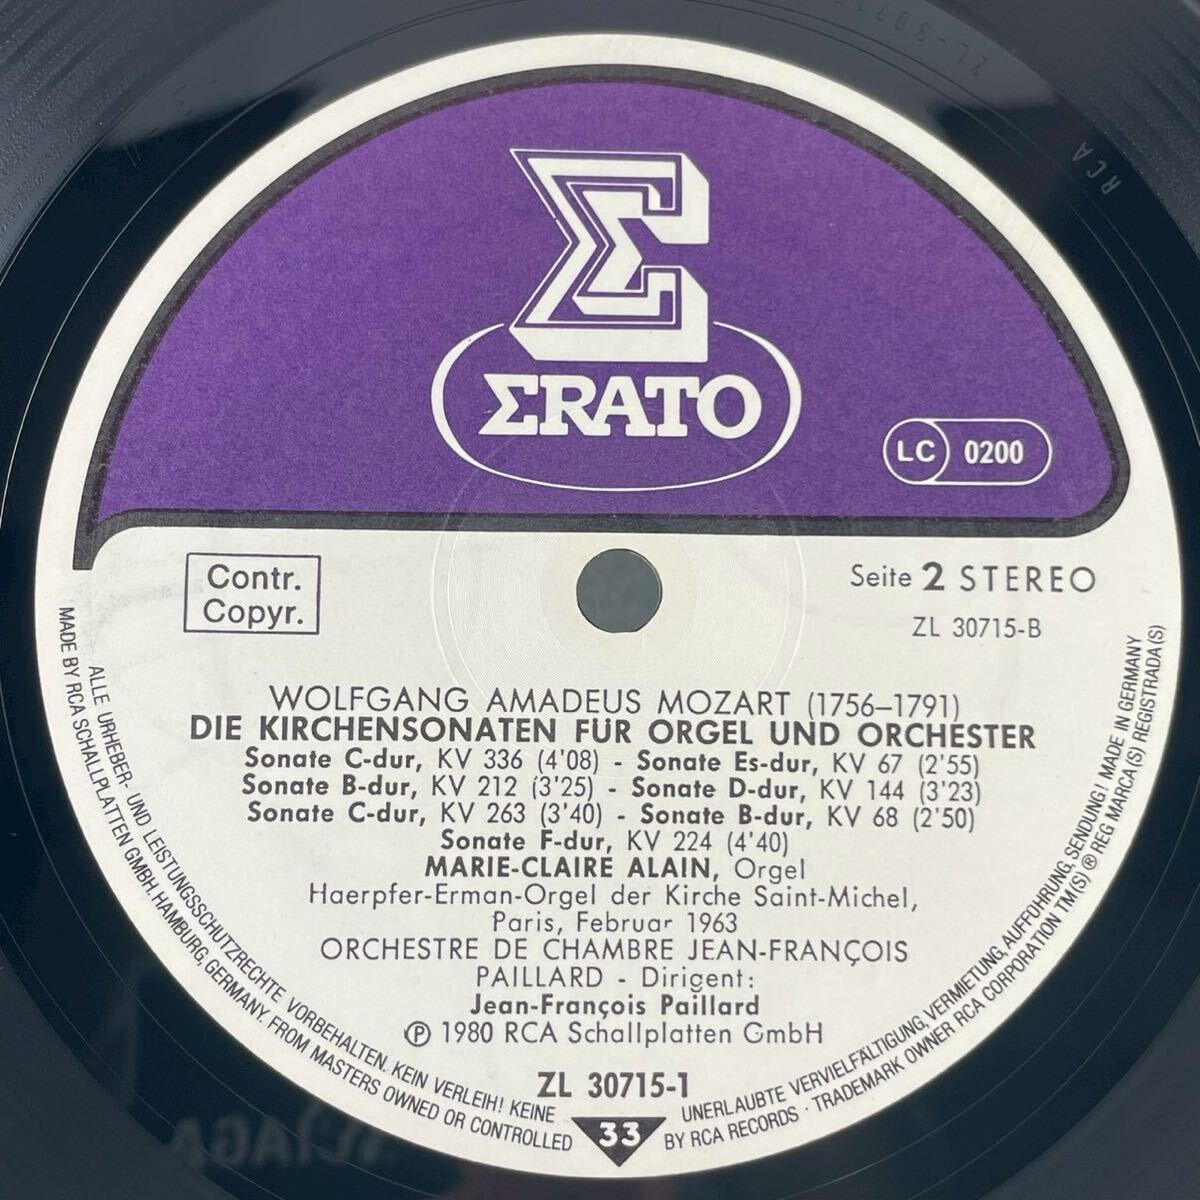 ΣRATO
LC 0200
Contr.
Copyr.
Seite 2 STEREO
ZL 30715-B
WOLFGANG AMADEUS MOZART (1756–1791)
DIE KIRCHENSONATEN FÜR ORGEL UND ORCHESTER
Sonate C-dur, KV 336 (4'08) - Sonate Es-dur, KV 67 (2'55)
Sonate B-dur, KV 212 (3'25) - Sonate D-dur, KV 144 (3'23)
Sonate C-dur, KV 263 (3'40) - Sonate B-dur, KV 68 (2'50)
Sonate F-dur, KV 224 (4'40)
MARIE-CLAIRE ALAIN, Orgel
Haerpfer-Erman-Orgel der Kirche Saint-Michel,
Paris, Februar 1963
ORCHESTRE DE CHAMBRE JEAN-FRANÇOIS
PAILLARD - Dirigent:
Jean-François Paillard
Ⓟ 1980 RCA Schallplatten GmbH
ZL 30715-1
33
ALLE URHEBER- UND LEISTUNGSSCHUTZRECHTE VORBEHALTEN. KEIN VERLEIH! KEINE UNERLAUBTE VERVIELFÄLTIGUNG, VERMIETUNG, AUFFÜHRUNG, SENDUNG! MADE IN GERMANY
MADE BY RCA SCHALLPLATTEN GMBH, HAMBURG, GERMANY, FROM MASTERS OWNED OR CONTROLLED BY RCA RECORDS · TRADEMARK OWNER RCA CORPORATION TM(S) ® REG MARCA(S) REGISTRADA(S)
RCA